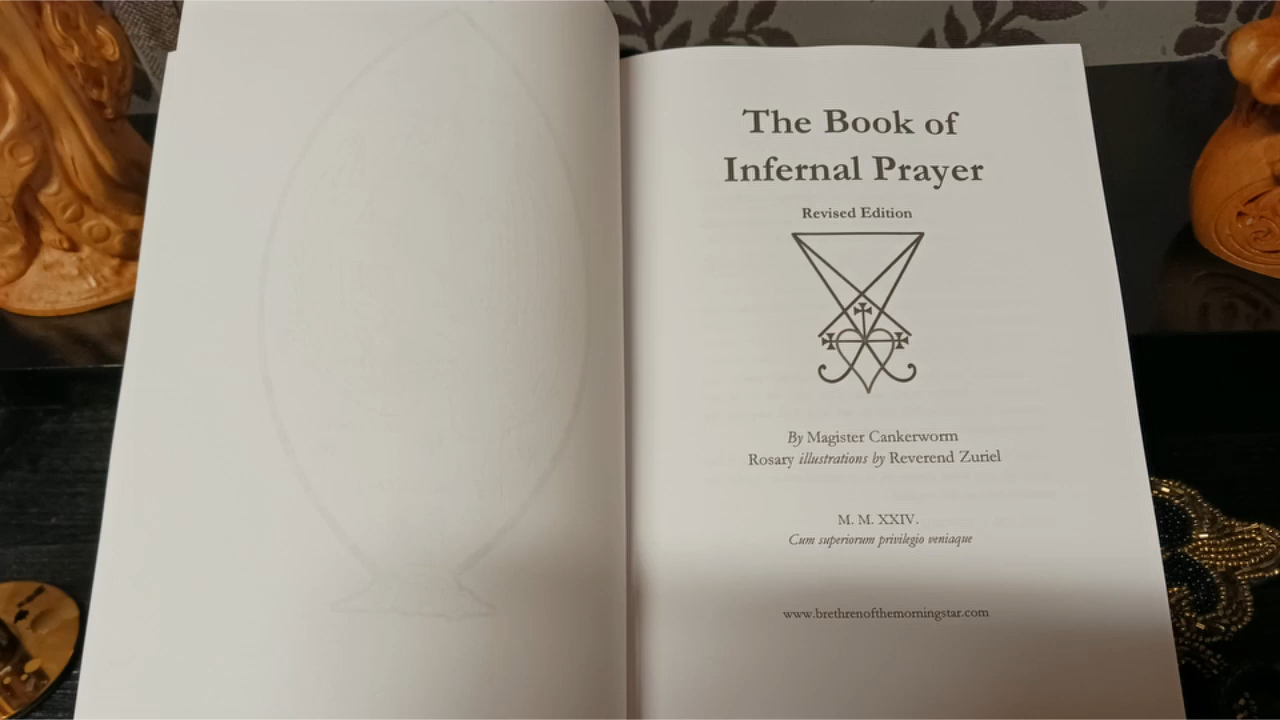 The Book of
Infernal Prayer
Revised Edition
By Magister Cankerworm
Rosary illustrations by Reverend Zuriel
M. M. XXIV.
Cum superiorum privilegio veniaque
www.brethrenofthemorningstar.com